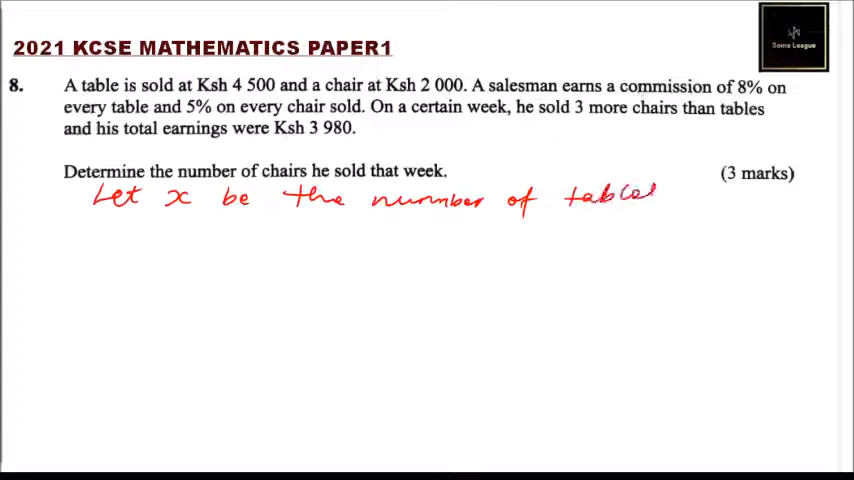 Soma League
2021 KCSE MATHEMATICS PAPER1
8. A table is sold at Ksh 4 500 and a chair at Ksh 2 000. A salesman earns a commission of 8% on
every table and 5% on every chair sold. On a certain week, he sold 3 more chairs than tables
and his total earnings were Ksh 3 980.
Determine the number of chairs he sold that week. (3 marks)
Let x be the number of tables